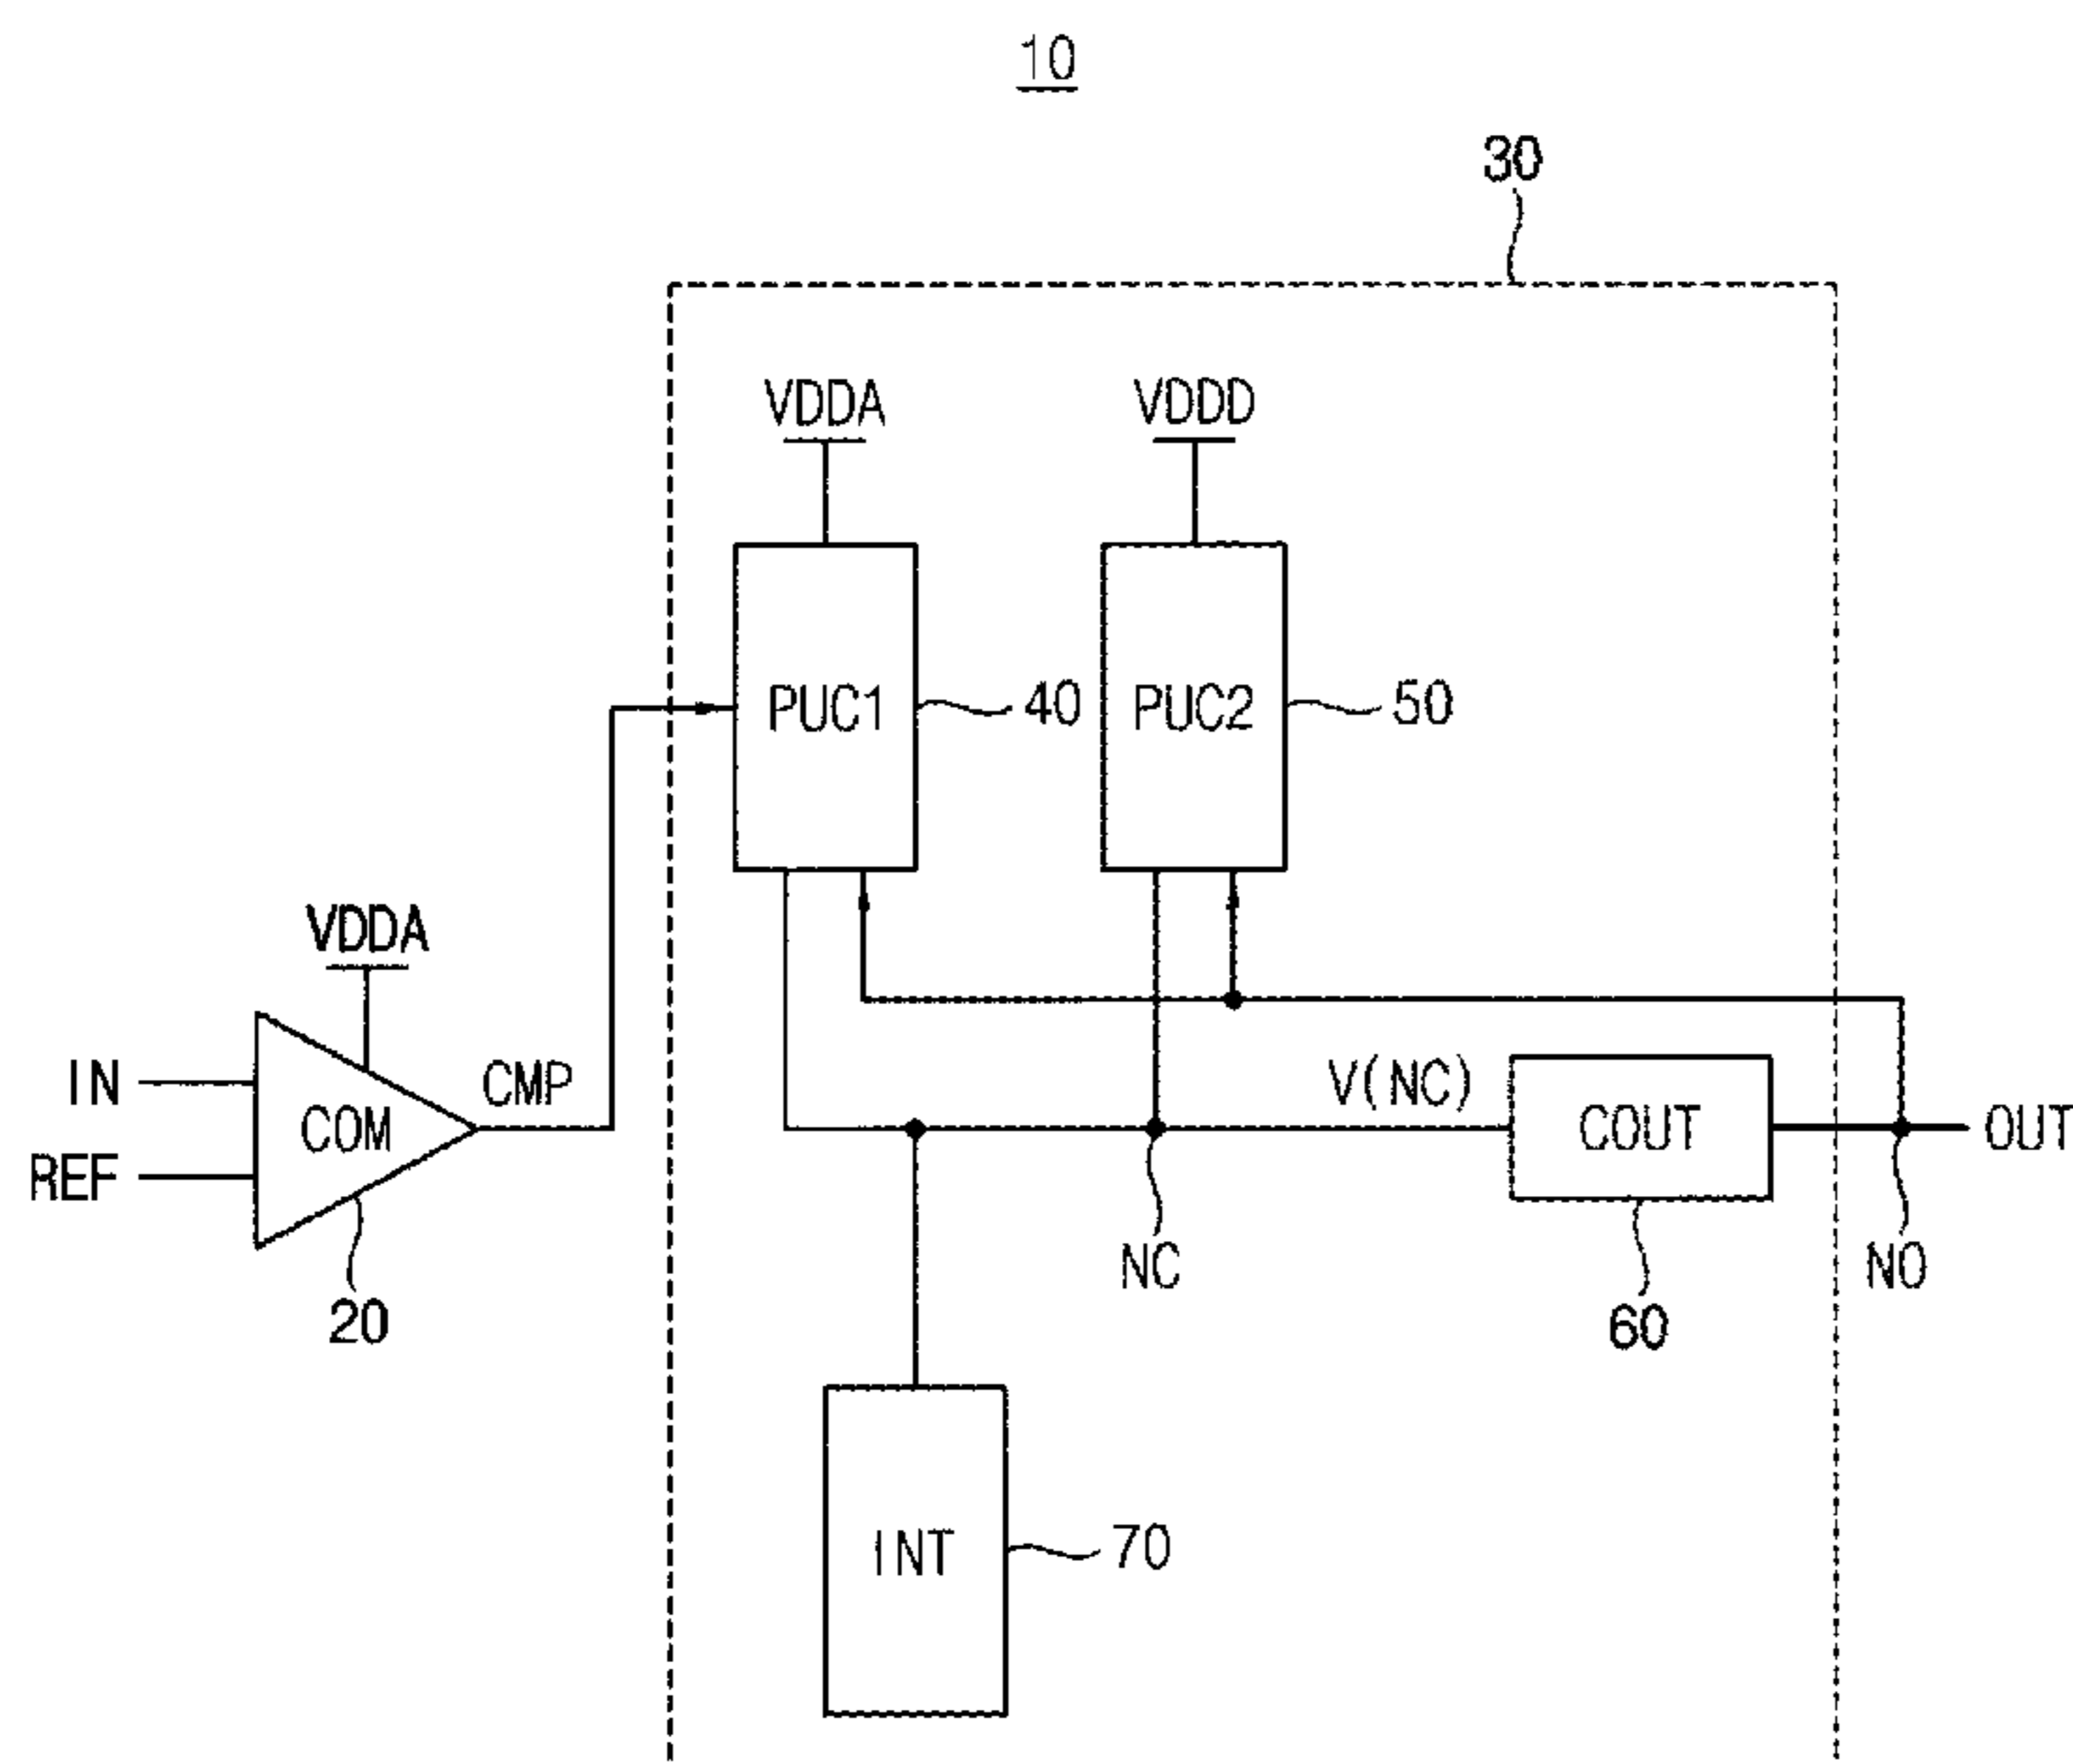 10
30
VDDA
VDDD
PUC1
40
PUC2
50
VDDA
IN
COM
REF
CMP
20
V(NC)
COUT
OUT
NC
60
NO
INT
70